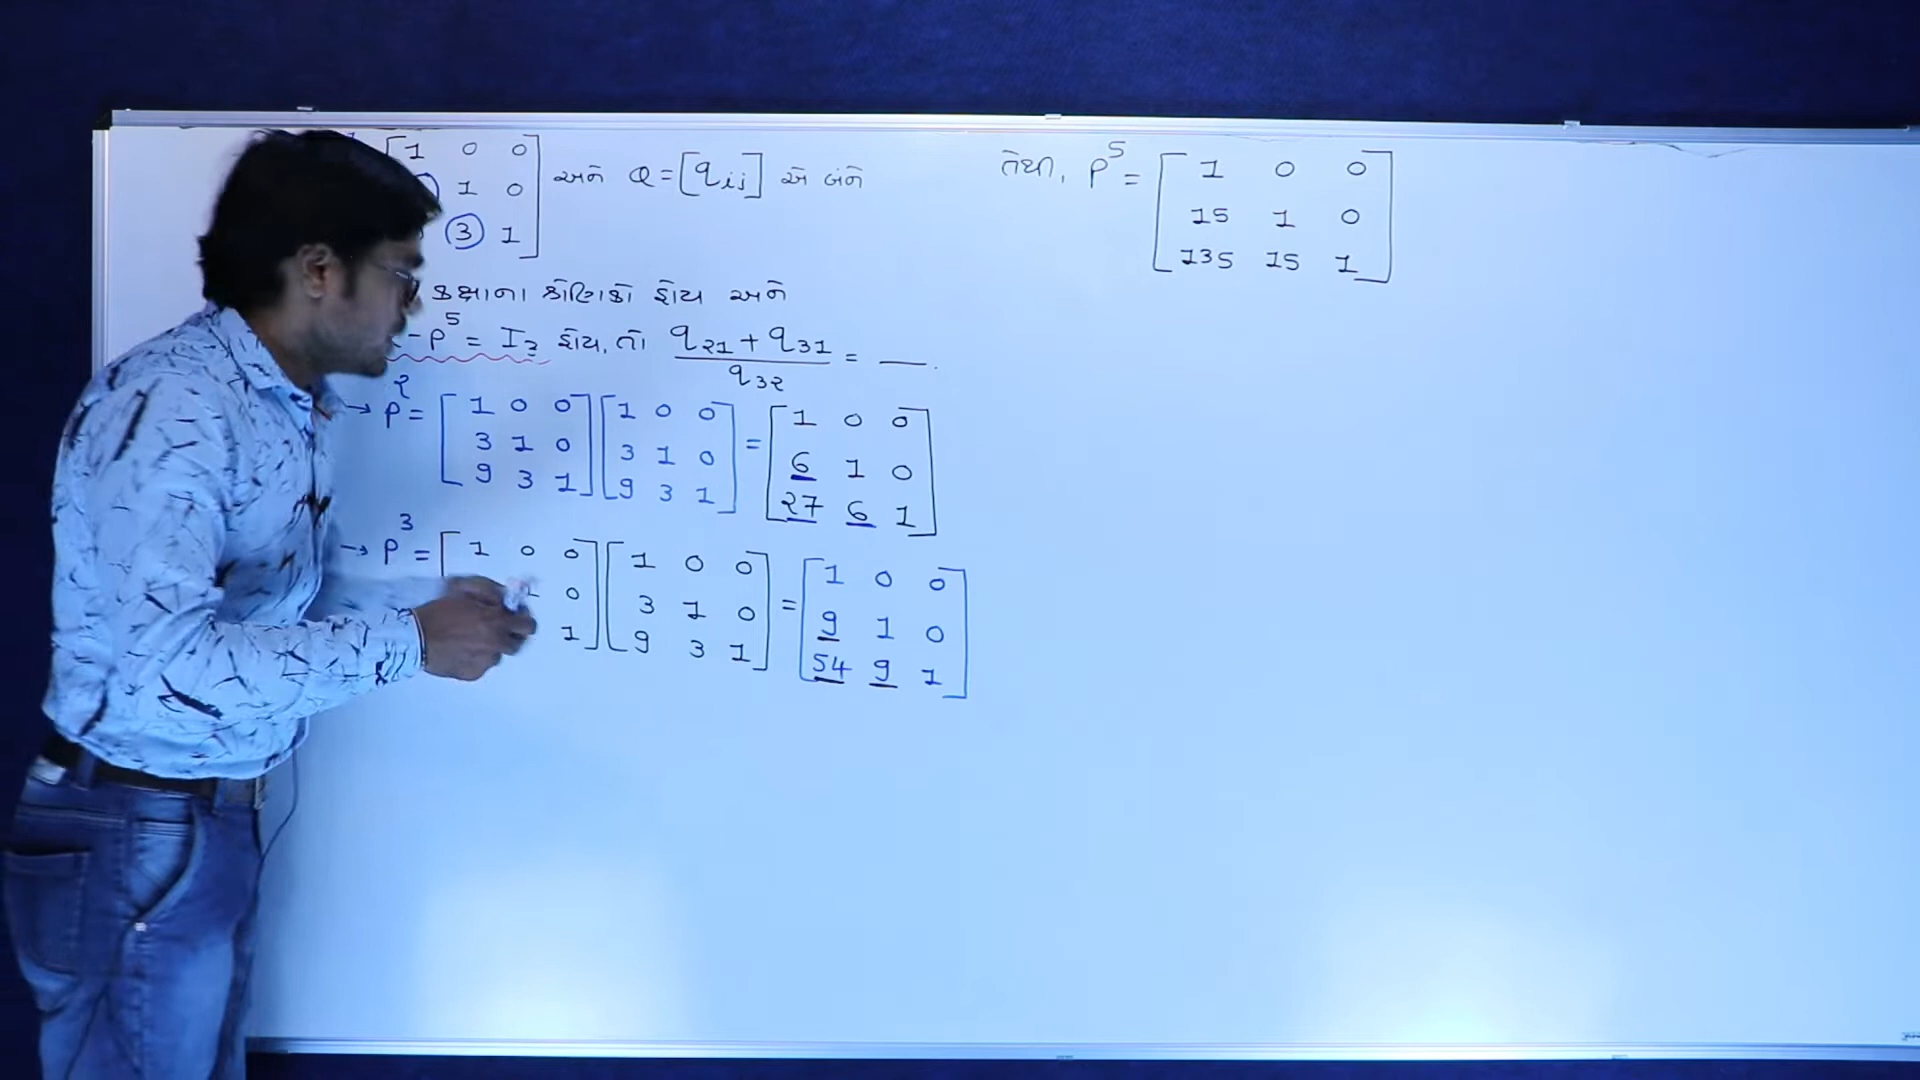 1 0 0
1 0 અને Q = [qij] એ બંને
3 1
કક્ષાના શ્રેણિકો હોય અને
-P⁵ = I₃ હોય, તો q₂₁ + q₃₁ / q₃₂ = __.
→ P² = [1 0 0] [1 0 0] = [1 0 0]
3 1 0 3 1 0 6 1 0
9 3 1 9 3 1 ૨7 6 1
→ P³ = [1 0 0] [1 0 0] = [1 0 0]
0 3 1 0 9 1 0
1 9 3 1 54 9 1
તેથી, P⁵ = [1 0 0]
15 1 0
135 15 1